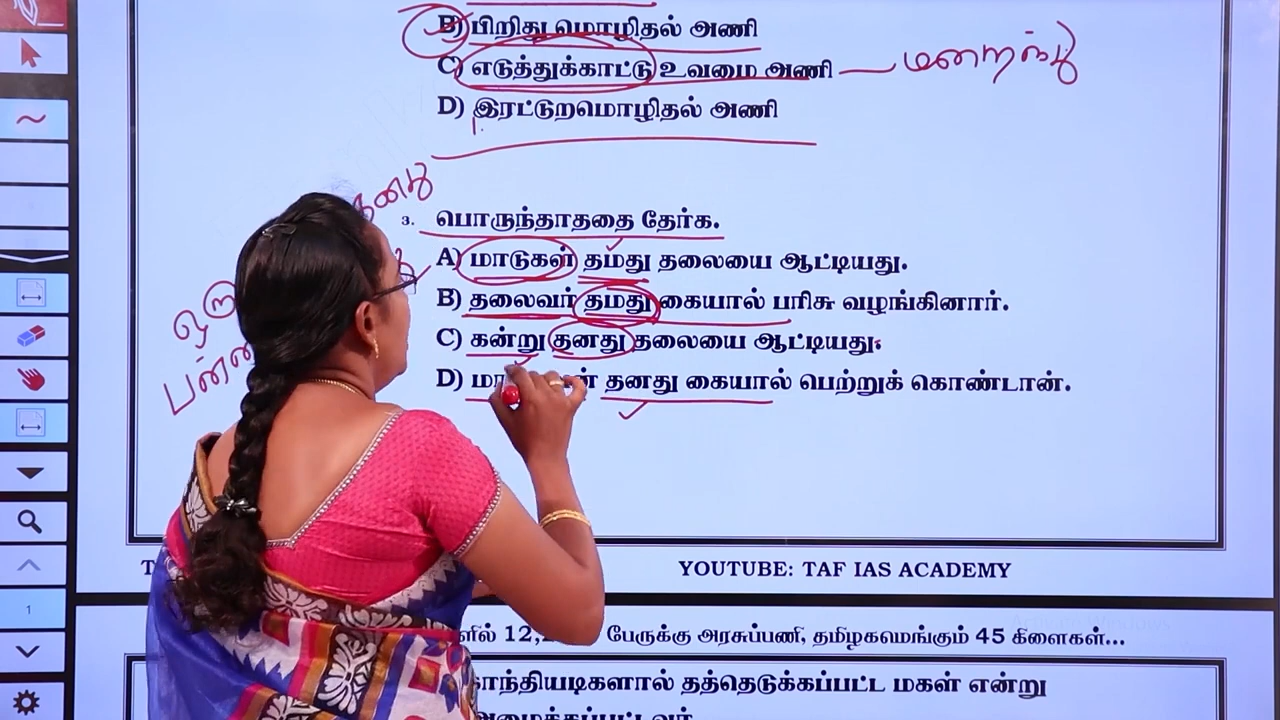 B) பிறிது மொழிதல் அணி
C) எடுத்துக்காட்டு உவமை அணி
D) இரட்டுறமொழிதல் அணி
3. பொருந்தாததை தேர்க.
A) மாடுகள் தமது தலையை ஆட்டியது.
B) தலைவர் தமது கையால் பரிசு வழங்கினார்.
C) கன்று தனது தலையை ஆட்டியது.
D) தனது கையால் பெற்றுக் கொண்டான்.
YOUTUBE: TAF IAS ACADEMY
1
பேருக்கு அரசுப்பணி, தமிழகமெங்கும் 45 கிளைகள்...
காந்தியடிகளால் தத்தெடுக்கப்பட்ட மகள் என்று